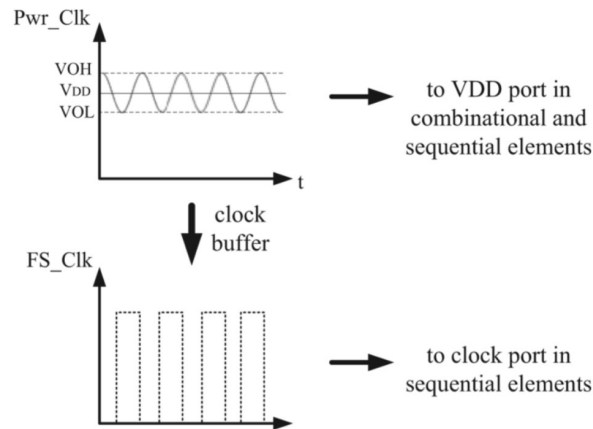 Pwr_Clk
VOH
VDD
VOL
to VDD port in
combinational and
sequential elements
t
clock
buffer
FS_Clk
to clock port in
sequential elements